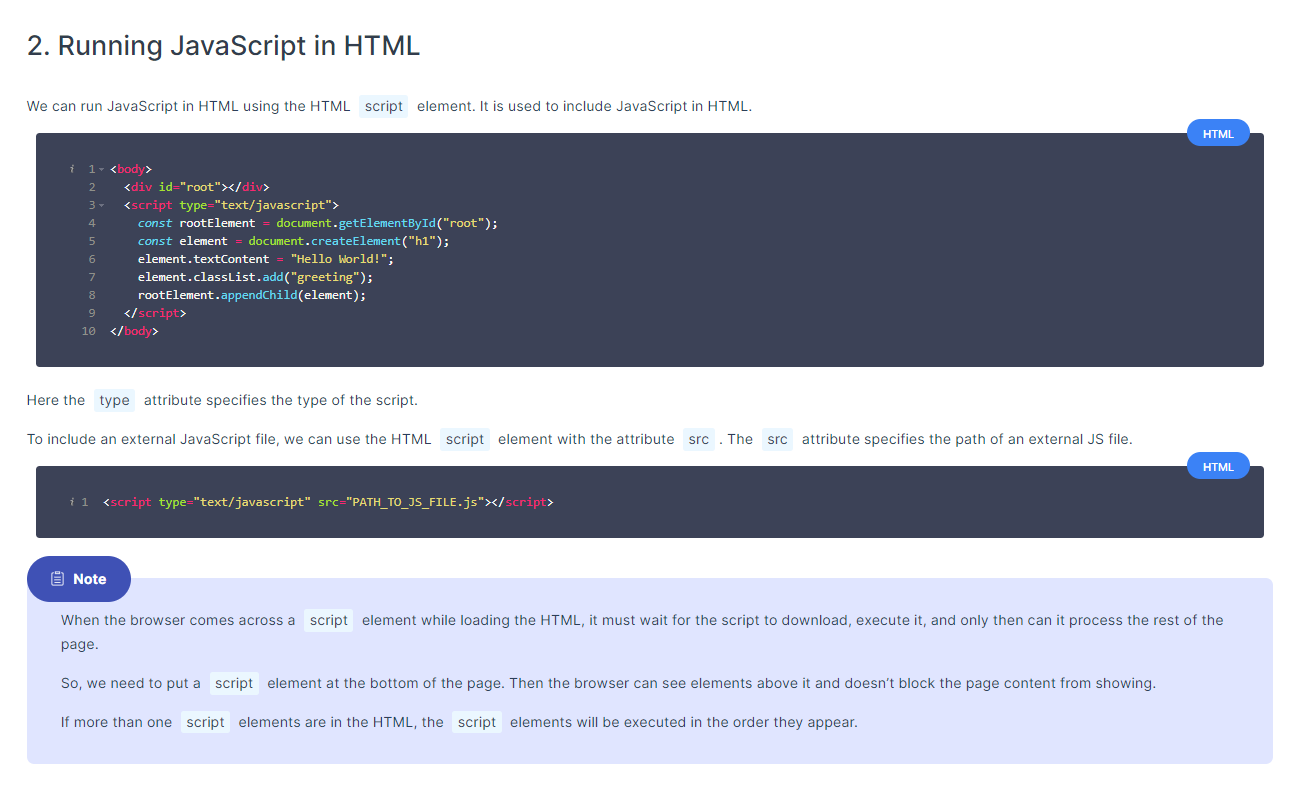 2. Running JavaScript in HTML
We can run JavaScript in HTML using the HTML script element. It is used to include JavaScript in HTML.
HTML
i 1 <body>
2   <div id="root"></div>
3   <script type="text/javascript">
4     const rootElement = document.getElementById("root");
5     const element = document.createElement("h1");
6     element.textContent = "Hello World!";
7     element.classList.add("greeting");
8     rootElement.appendChild(element);
9   </script>
10 </body>
Here the type attribute specifies the type of the script.
To include an external JavaScript file, we can use the HTML script element with the attribute src . The src attribute specifies the path of an external JS file.
HTML
i 1 <script type="text/javascript" src="PATH_TO_JS_FILE.js"></script>
Note
When the browser comes across a script element while loading the HTML, it must wait for the script to download, execute it, and only then can it process the rest of the
page.
So, we need to put a script element at the bottom of the page. Then the browser can see elements above it and doesn’t block the page content from showing.
If more than one script elements are in the HTML, the script elements will be executed in the order they appear.